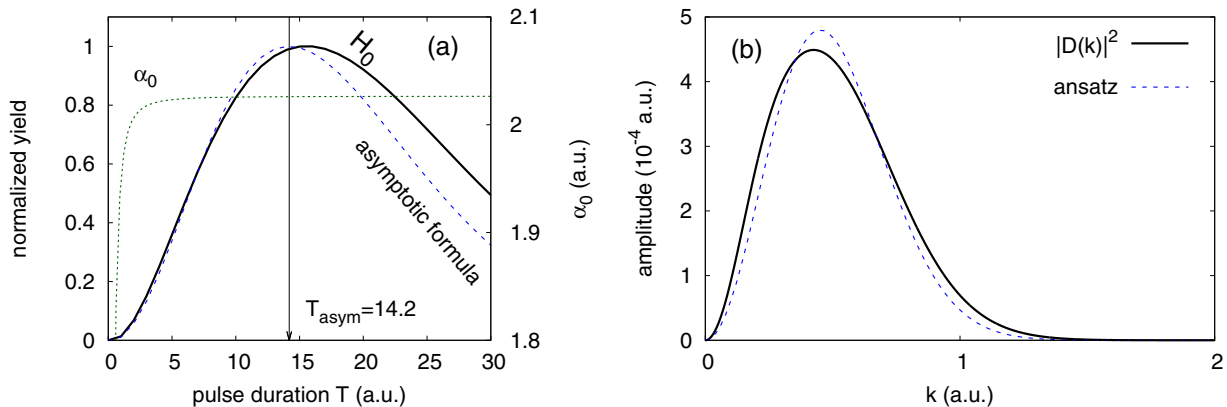 (a)
H0
α0
asymptotic formula
Tasym=14.2
normalized yield
1
0.8
0.6
0.4
0.2
0
0
5
10
15
20
25
30
pulse duration T (a.u.)
2.1
2
1.9
1.8
α0 (a.u.)
(b)
|D(k)|2
ansatz
amplitude (10-4 a.u.)
5
4
3
2
1
0
0
1
2
k (a.u.)